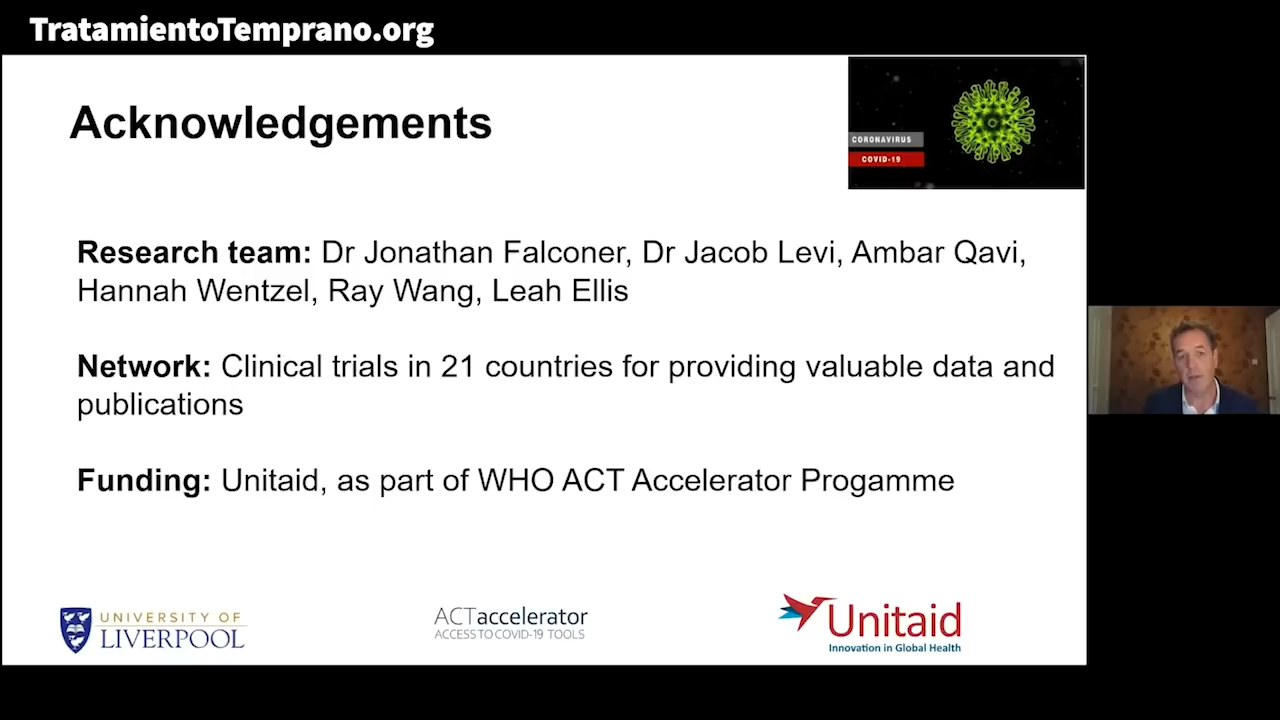 TratamientoTemprano.org
Acknowledgements
CORONAVIRUS
COVID-19
Research team: Dr Jonathan Falconer, Dr Jacob Levi, Ambar Qavi,
Hannah Wentzel, Ray Wang, Leah Ellis
Network: Clinical trials in 21 countries for providing valuable data and
publications
Funding: Unitaid, as part of WHO ACT Accelerator Progamme
UNIVERSITY OF
LIVERPOOL
ACTaccelerator
ACCESS TO COVID-19 TOOLS
Unitaid
Innovation in Global Health